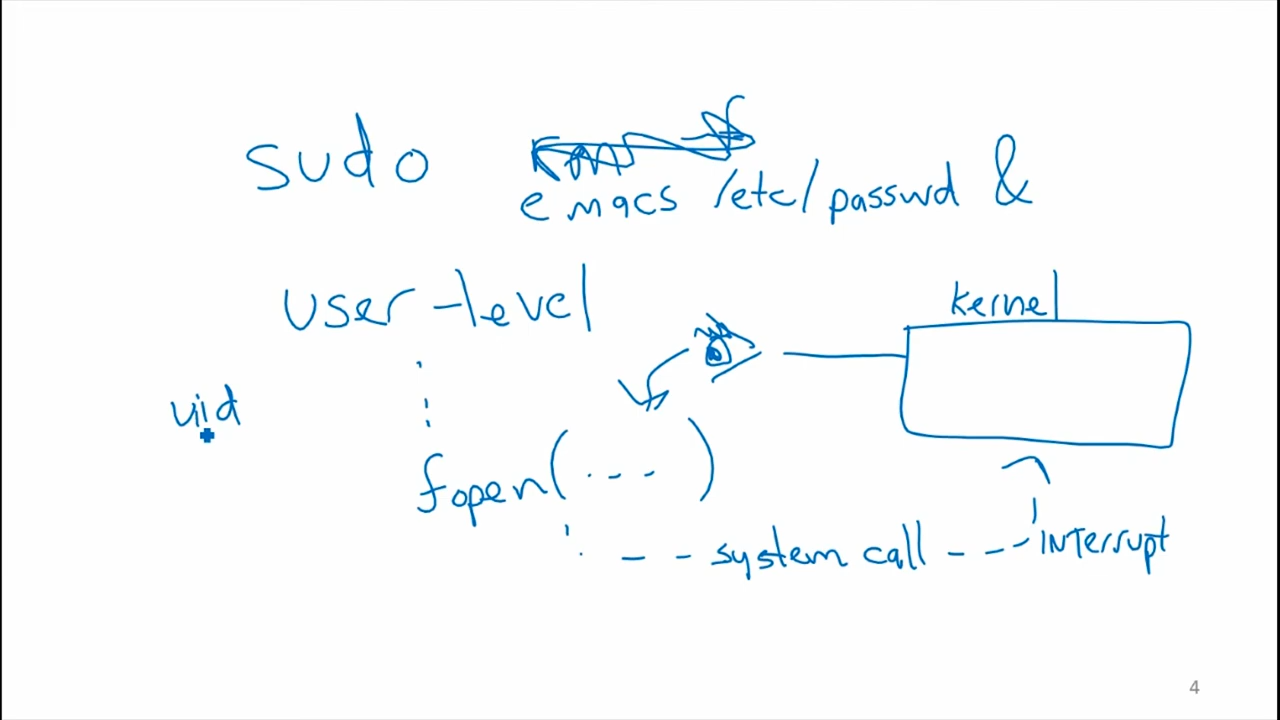 sudo
emacs /etc/passwd &
user-level
kernel
uid
fopen(... )
system call --- interrupt
4